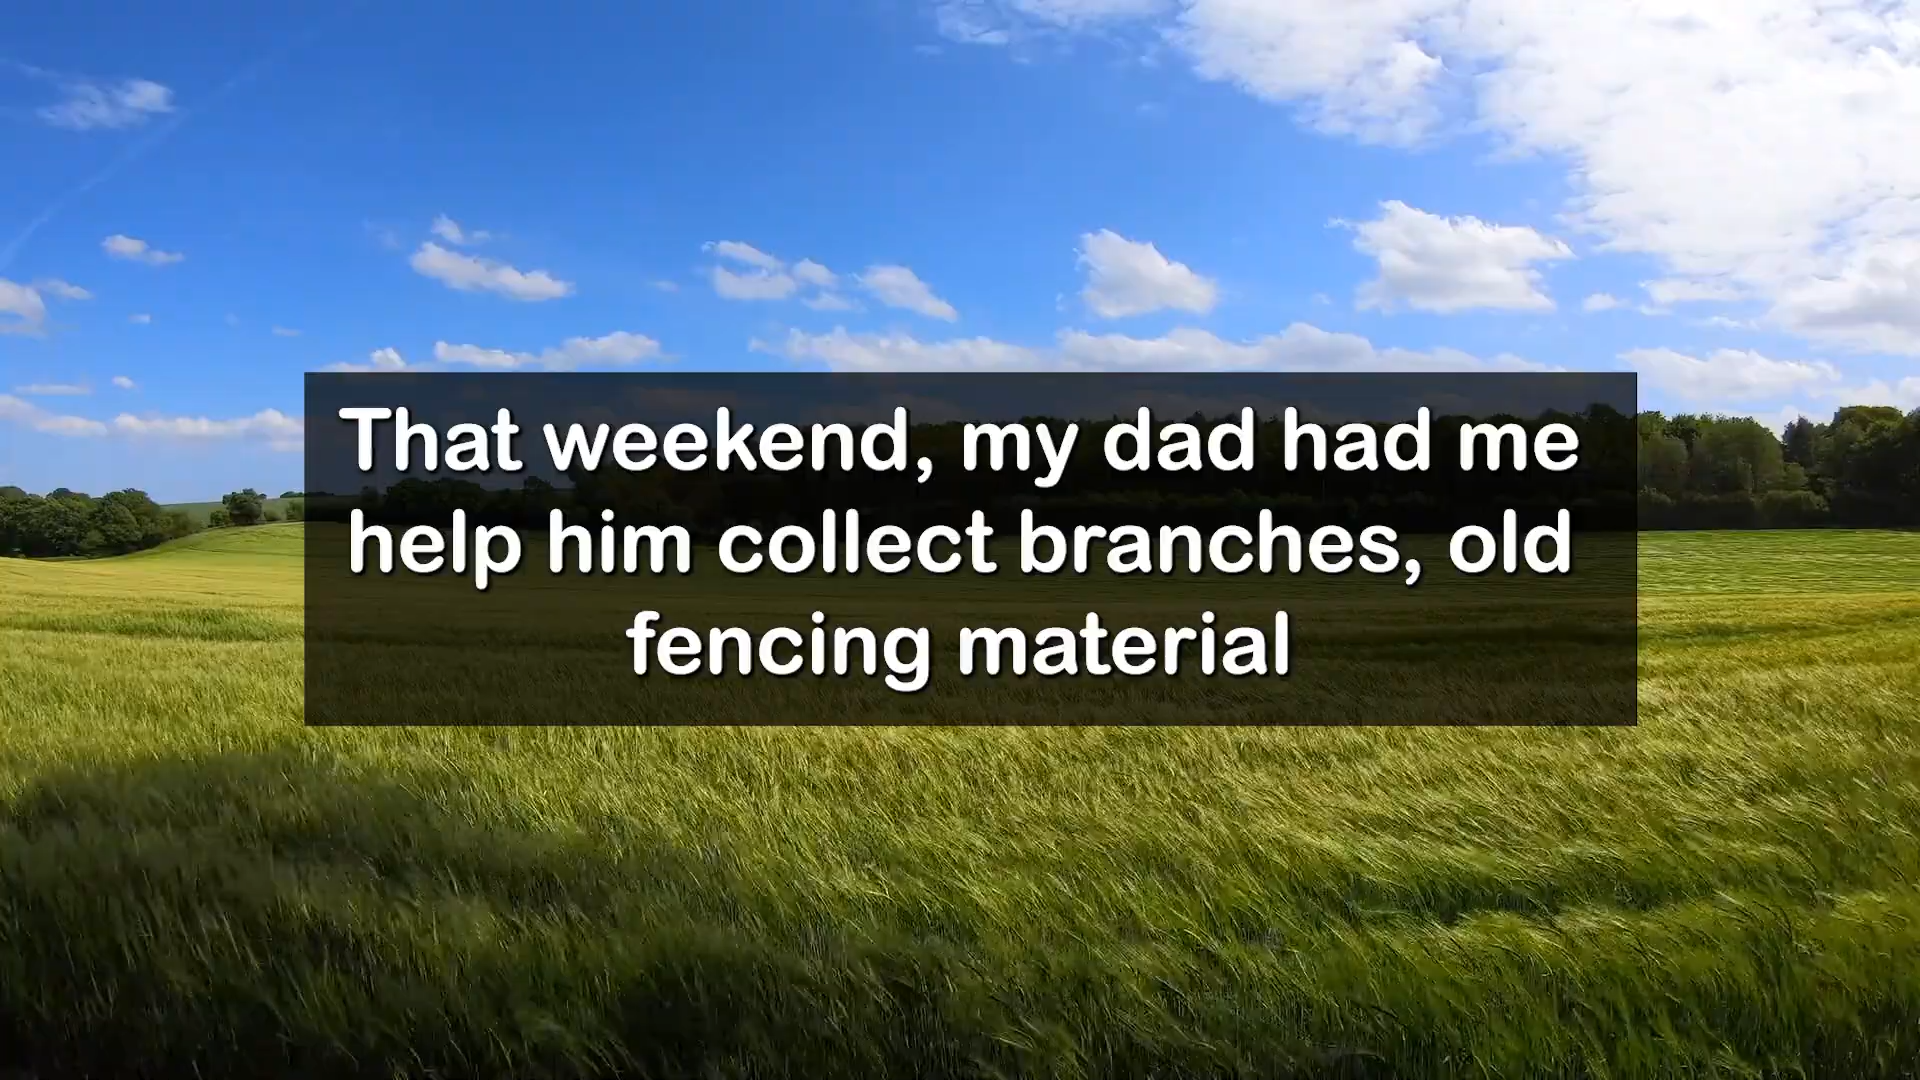 That weekend, my dad had me
help him collect branches, old
fencing material